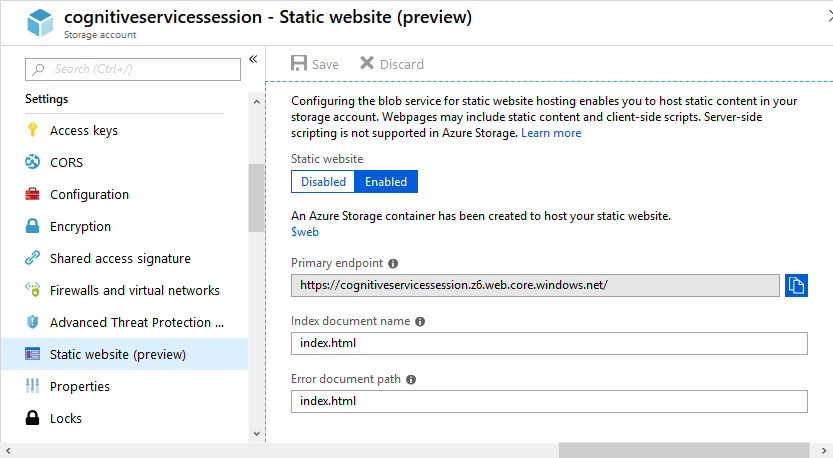 cognitiveservicessession - Static website (preview)
Storage account
Search (Ctrl+/)
Settings
Access keys
CORS
Configuration
Encryption
Shared access signature
Firewalls and virtual networks
Advanced Threat Protection ...
Static website (preview)
Properties
Locks
Save
Discard
Configuring the blob service for static website hosting enables you to host static content in your
storage account. Webpages may include static content and client-side scripts. Server-side
scripting is not supported in Azure Storage. Learn more
Static website
Disabled Enabled
An Azure Storage container has been created to host your static website.
$web
Primary endpoint
https://cognitiveservicessession.z6.web.core.windows.net/
Index document name
index.html
Error document path
index.html